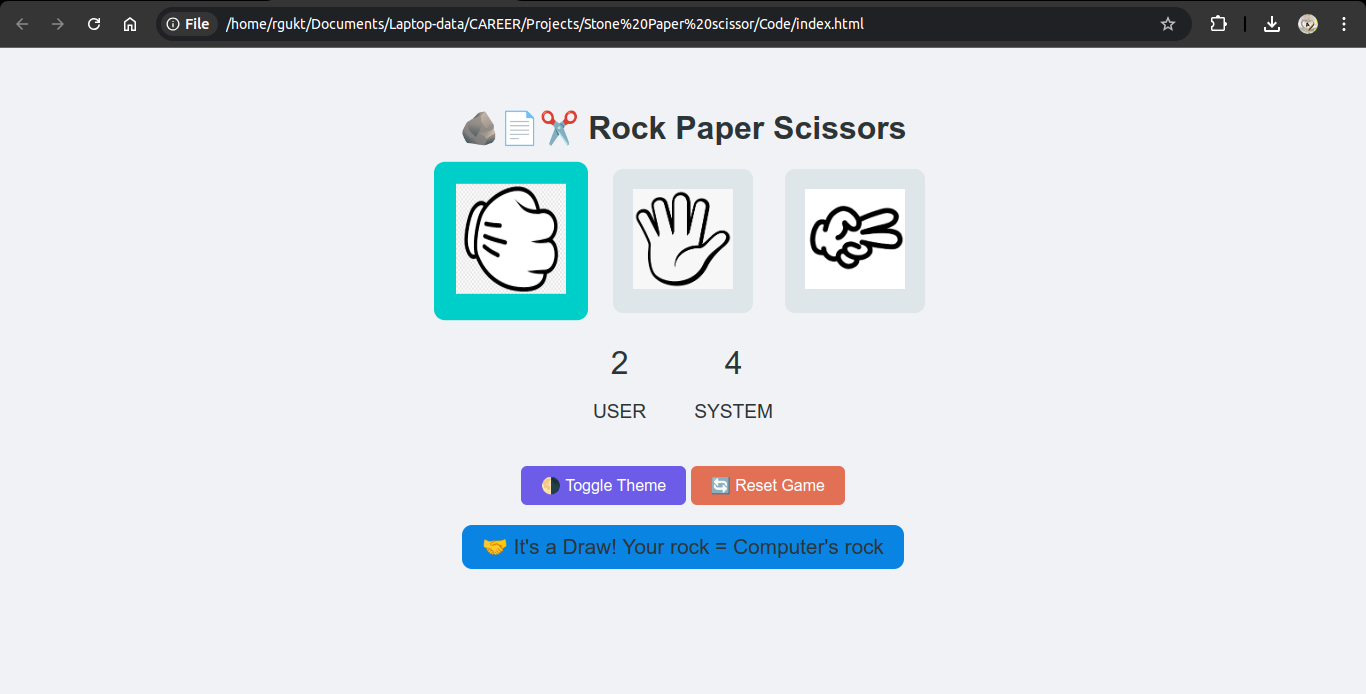 File /home/rgukt/Documents/Laptop-data/CAREER/Projects/Stone%20Paper%20scissor/Code/index.html
🪨📄✂️ Rock Paper Scissors
2 4
USER SYSTEM
🌗 Toggle Theme 🔄 Reset Game
🤝 It's a Draw! Your rock = Computer's rock